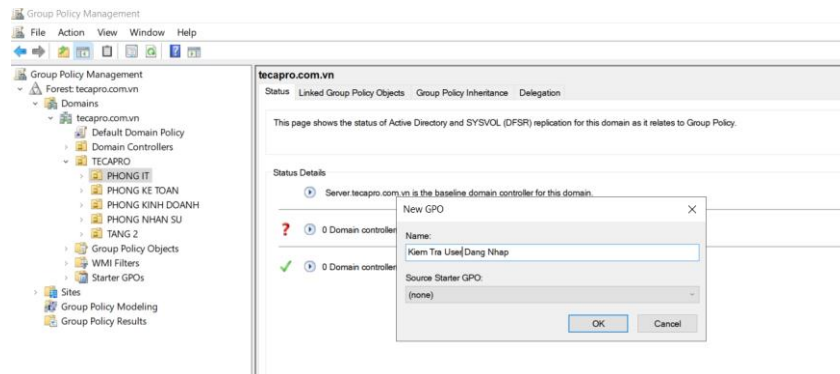 Group Policy Management
File Action View Window Help
Group Policy Management
Forest: tecapro.com.vn
Domains
tecapro.com.vn
Default Domain Policy
Domain Controllers
TECAPRO
PHONG IT
PHONG KE TOAN
PHONG KINH DOANH
PHONG NHAN SU
TANG 2
Group Policy Objects
WMI Filters
Starter GPOs
Sites
Group Policy Modeling
Group Policy Results
tecapro.com.vn
Status Linked Group Policy Objects Group Policy Inheritance Delegation
This page shows the status of Active Directory and SYSVOL (DFSR) replication for this domain as it relates to Group Policy.
Status Details
Server.tecapro.com.vn is the baseline domain controller for this domain.
0 Domain controller
0 Domain controller
New GPO
Name:
Kiem Tra User Dang Nhap
Source Starter GPO:
(none)
OK Cancel